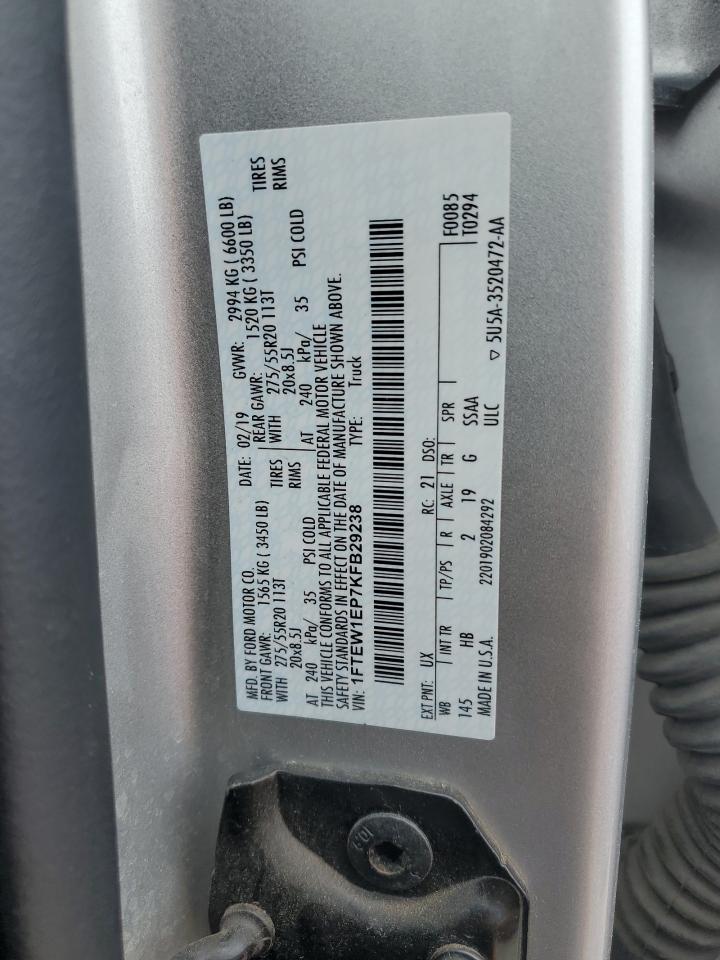 MFD. BY FORD MOTOR CO. DATE: 02/19 GVWR: 2994 KG ( 6600 LB)
FRONT GAWR: 1565 KG ( 3450 LB) REAR GAWR: 1520 KG ( 3350 LB)
WITH 275/55R20 113T TIRES WITH 275/55R20 113T TIRES
20x8.5J RIMS 20x8.5J RIMS
AT 240 kPa/ 35 PSI COLD AT 240 kPa/ 35 PSI COLD
THIS VEHICLE CONFORMS TO ALL APPLICABLE FEDERAL MOTOR VEHICLE
SAFETY STANDARDS IN EFFECT ON THE DATE OF MANUFACTURE SHOWN ABOVE.
VIN: 1FTEW1EP7KFB29238 TYPE: Truck
EXT PNT: UX RC: 21 DSO: F0085
WB INT TR TP/PS R AXLE TR SPR T0294
145 HB 2 19 G SSAA
MADE IN U.S.A. 2201902084292 ULC
5U5A-3520472-AA